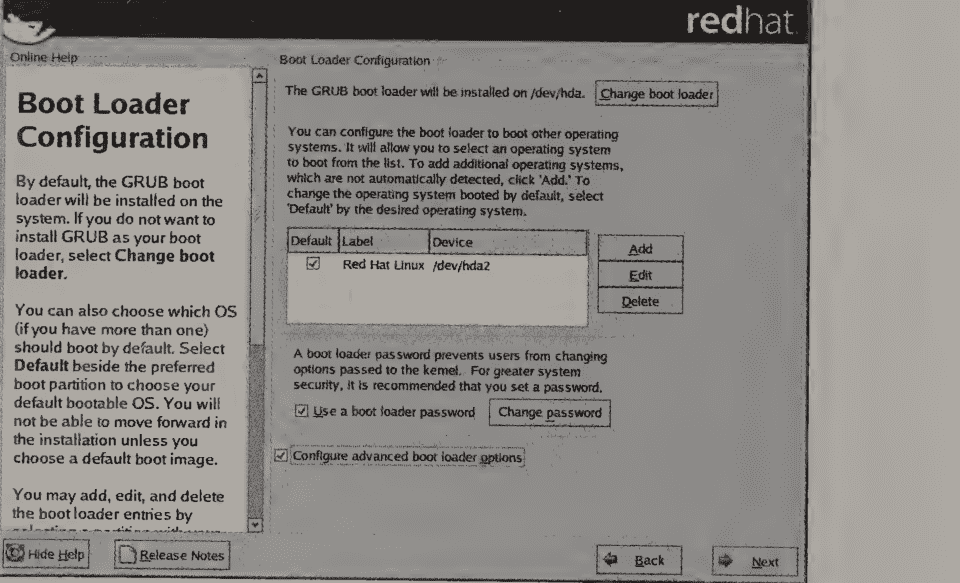 redhat
Online Help
Boot Loader
Configuration
By default, the GRUB boot
loader will be installed on the
system. If you do not want to
install GRUB as your boot
loader, select Change boot
loader.
You can also choose which OS
(if you have more than one)
should boot by default. Select
Default beside the preferred
boot partition to choose your
default bootable OS. You will
not be able to move forward in
the installation unless you
choose a default boot image.
You may add, edit, and delete
the boot loader entries by
Boot Loader Configuration
The GRUB boot loader will be installed on /dev/hda. Change boot loader
You can configure the boot loader to boot other operating
systems. It will allow you to select an operating system
to boot from the list. To add additional operating systems,
which are not automatically detected, click 'Add.' To
change the operating system booted by default, select
'Default' by the desired operating system.
Default Label Device
Red Hat Linux /dev/hda2
Add
Edit
Delete
A boot loader password prevents users from changing
options passed to the kernel. For greater system
security, it is recommended that you set a password.
Use a boot loader password Change password
Configure advanced boot loader options
Hide Help Release Notes Back Next